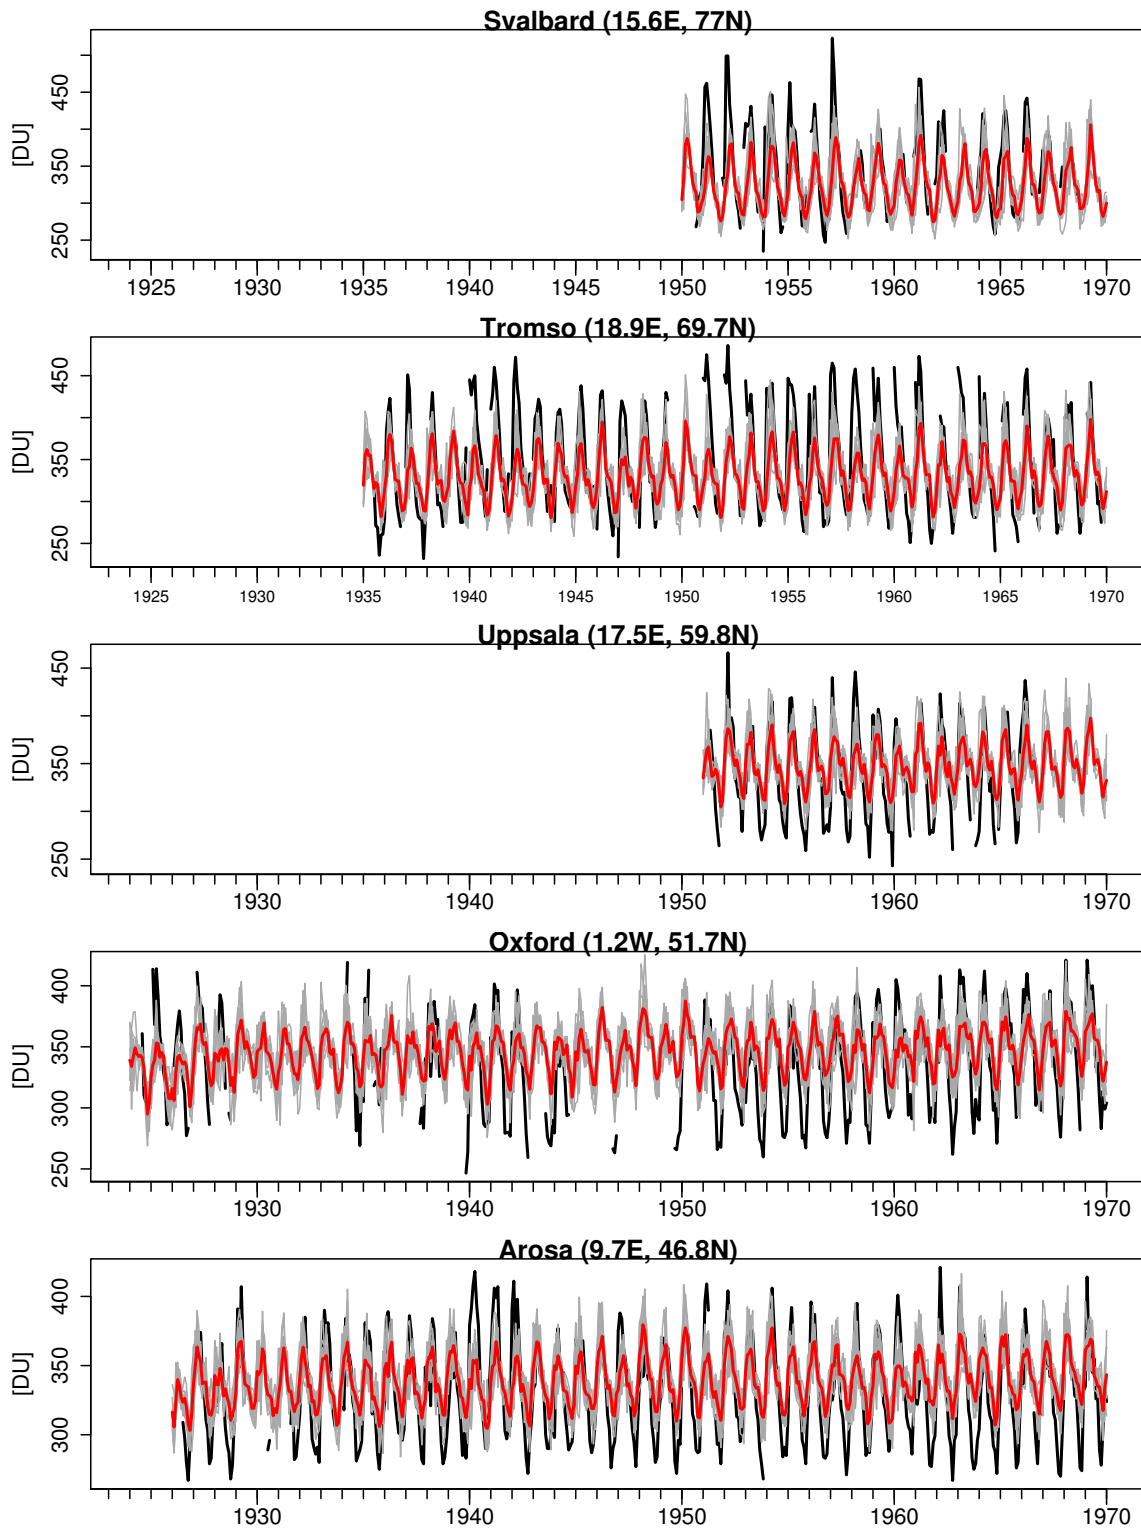 Svalbard (15.6E, 77N)
[DU]
450
350
250
1925 1930 1935 1940 1945 1950 1955 1960 1965 1970
Tromso (18.9E, 69.7N)
[DU]
450
350
250
1925 1930 1935 1940 1945 1950 1955 1960 1965 1970
Uppsala (17.5E, 59.8N)
[DU]
450
350
250
1930 1940 1950 1960 1970
Oxford (1.2W, 51.7N)
[DU]
400
350
300
250
1930 1940 1950 1960 1970
Arosa (9.7E, 46.8N)
[DU]
400
350
300
1930 1940 1950 1960 1970